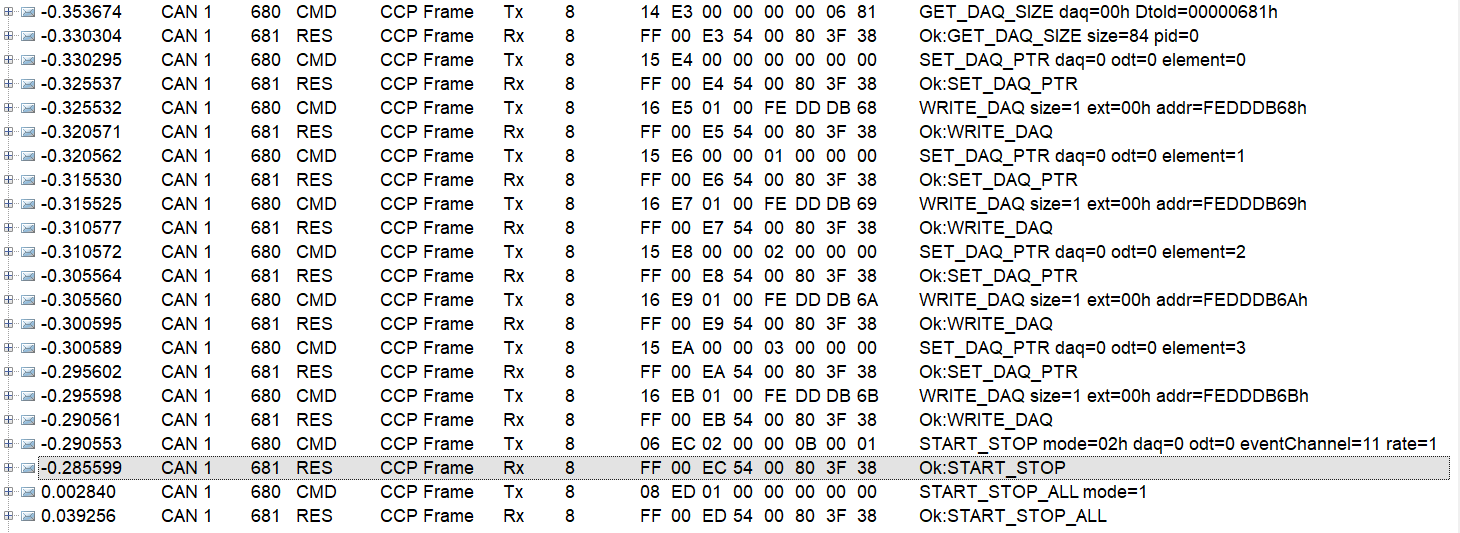 -0.353674 CAN 1 680 CMD CCP Frame Tx 8 14 E3 00 00 00 00 06 81 GET_DAQ_SIZE daq=00h DtoId=00000681h
-0.330304 CAN 1 681 RES CCP Frame Rx 8 FF 00 E3 54 00 80 3F 38 Ok:GET_DAQ_SIZE size=84 pid=0
-0.330295 CAN 1 680 CMD CCP Frame Tx 8 15 E4 00 00 00 00 00 00 SET_DAQ_PTR daq=0 odt=0 element=0
-0.325537 CAN 1 681 RES CCP Frame Rx 8 FF 00 E4 54 00 80 3F 38 Ok:SET_DAQ_PTR
-0.325532 CAN 1 680 CMD CCP Frame Tx 8 16 E5 01 00 FE DD DB 68 WRITE_DAQ size=1 ext=00h addr=FEDDDB68h
-0.320571 CAN 1 681 RES CCP Frame Rx 8 FF 00 E5 54 00 80 3F 38 Ok:WRITE_DAQ
-0.320562 CAN 1 680 CMD CCP Frame Tx 8 15 E6 00 00 01 00 00 00 SET_DAQ_PTR daq=0 odt=0 element=1
-0.315530 CAN 1 681 RES CCP Frame Rx 8 FF 00 E6 54 00 80 3F 38 Ok:SET_DAQ_PTR
-0.315525 CAN 1 680 CMD CCP Frame Tx 8 16 E7 01 00 FE DD DB 69 WRITE_DAQ size=1 ext=00h addr=FEDDDB69h
-0.310577 CAN 1 681 RES CCP Frame Rx 8 FF 00 E7 54 00 80 3F 38 Ok:WRITE_DAQ
-0.310572 CAN 1 680 CMD CCP Frame Tx 8 15 E8 00 00 02 00 00 00 SET_DAQ_PTR daq=0 odt=0 element=2
-0.305564 CAN 1 681 RES CCP Frame Rx 8 FF 00 E8 54 00 80 3F 38 Ok:SET_DAQ_PTR
-0.305560 CAN 1 680 CMD CCP Frame Tx 8 16 E9 01 00 FE DD DB 6A WRITE_DAQ size=1 ext=00h addr=FEDDDB6Ah
-0.300595 CAN 1 681 RES CCP Frame Rx 8 FF 00 E9 54 00 80 3F 38 Ok:WRITE_DAQ
-0.300589 CAN 1 680 CMD CCP Frame Tx 8 15 EA 00 00 03 00 00 00 SET_DAQ_PTR daq=0 odt=0 element=3
-0.295602 CAN 1 681 RES CCP Frame Rx 8 FF 00 EA 54 00 80 3F 38 Ok:SET_DAQ_PTR
-0.295598 CAN 1 680 CMD CCP Frame Tx 8 16 EB 01 00 FE DD DB 6B WRITE_DAQ size=1 ext=00h addr=FEDDDB6Bh
-0.290561 CAN 1 681 RES CCP Frame Rx 8 FF 00 EB 54 00 80 3F 38 Ok:WRITE_DAQ
-0.290553 CAN 1 680 CMD CCP Frame Tx 8 06 EC 02 00 00 0B 00 01 START_STOP mode=02h daq=0 odt=0 eventChannel=11 rate=1
-0.285599 CAN 1 681 RES CCP Frame Rx 8 FF 00 EC 54 00 80 3F 38 Ok:START_STOP
0.002840 CAN 1 680 CMD CCP Frame Tx 8 08 ED 01 00 00 00 00 00 START_STOP_ALL mode=1
0.039256 CAN 1 681 RES CCP Frame Rx 8 FF 00 ED 54 00 80 3F 38 Ok:START_STOP_ALL